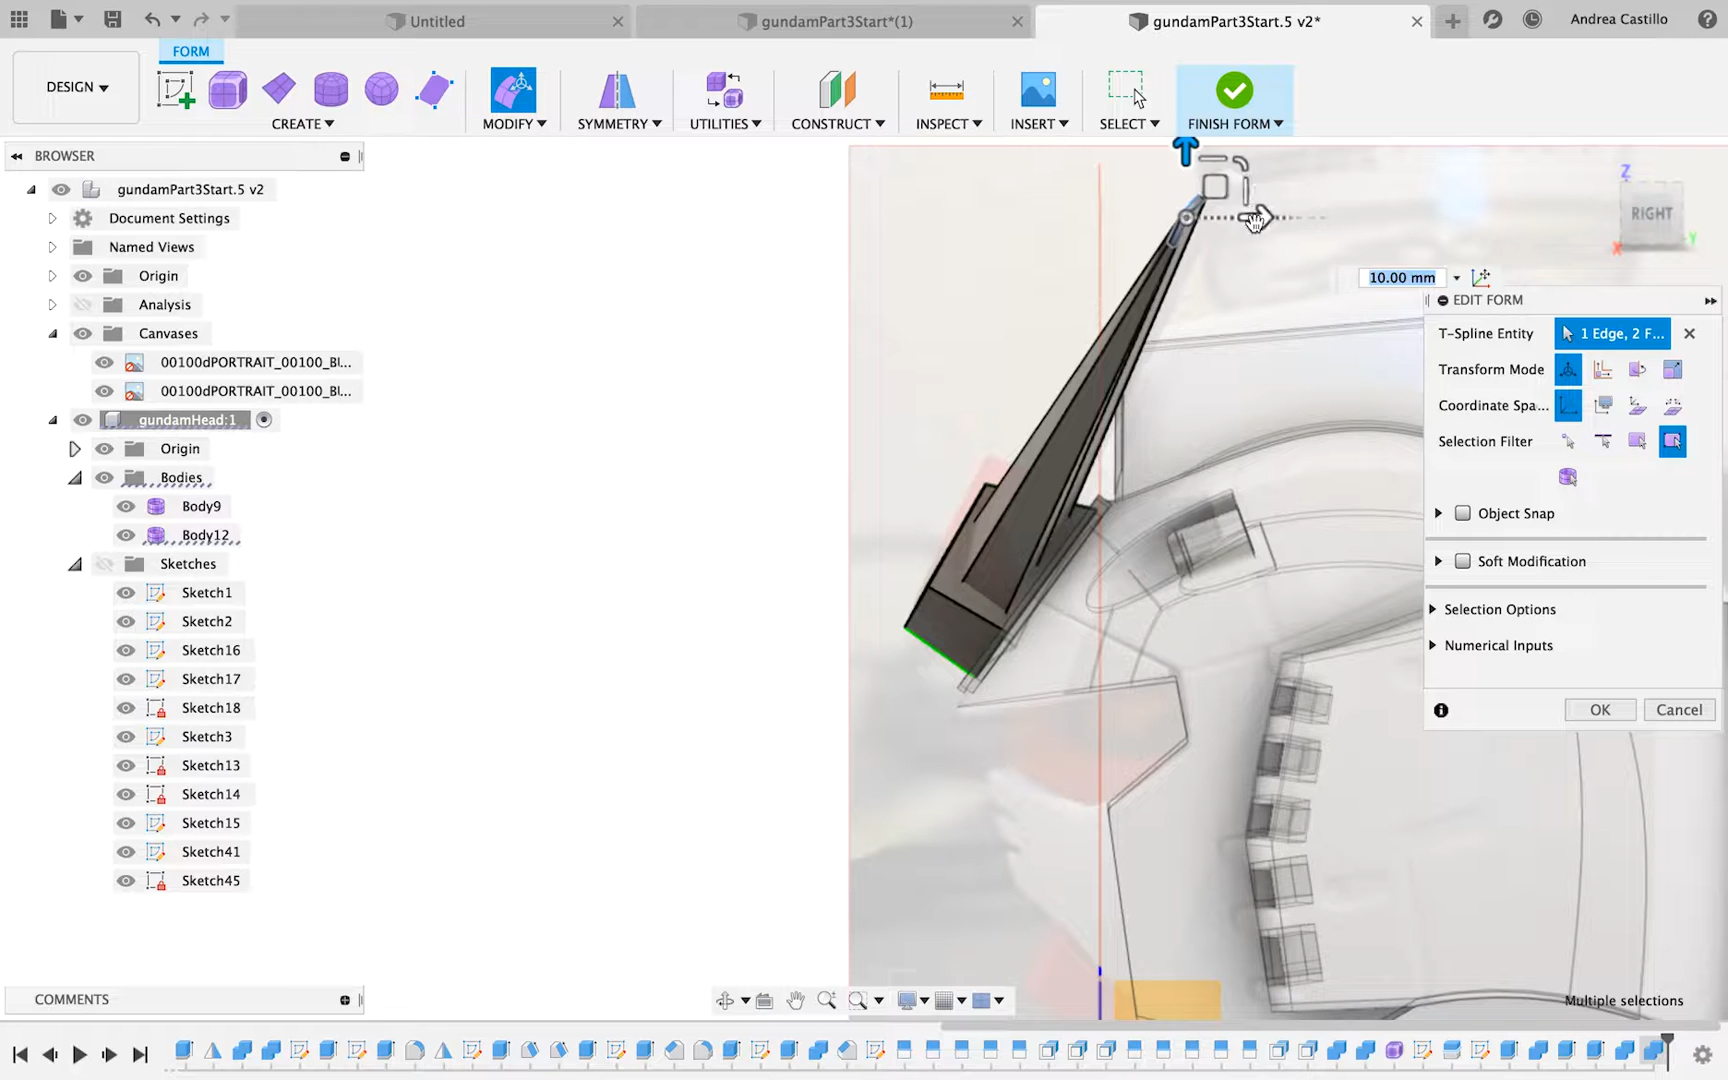 Untitled
gundamPart3Start*(1)
gundamPart3Start.5 v2*
Andrea Castillo
FORM
DESIGN
CREATE
MODIFY
SYMMETRY
UTILITIES
CONSTRUCT
INSPECT
INSERT
SELECT
FINISH FORM
BROWSER
gundamPart3Start.5 v2
Document Settings
Named Views
Origin
Analysis
Canvases
00100dPORTRAIT_00100_Bl...
00100dPORTRAIT_00100_Bl...
gundamHead:1
Origin
Bodies
Body9
Body12
Sketches
Sketch1
Sketch2
Sketch16
Sketch17
Sketch18
Sketch3
Sketch13
Sketch14
Sketch15
Sketch41
Sketch45
COMMENTS
Z
RIGHT
X
Y
10.00 mm
EDIT FORM
T-Spline Entity
1 Edge, 2 F...
Transform Mode
Coordinate Spa...
Selection Filter
Object Snap
Soft Modification
Selection Options
Numerical Inputs
OK
Cancel
Multiple selections